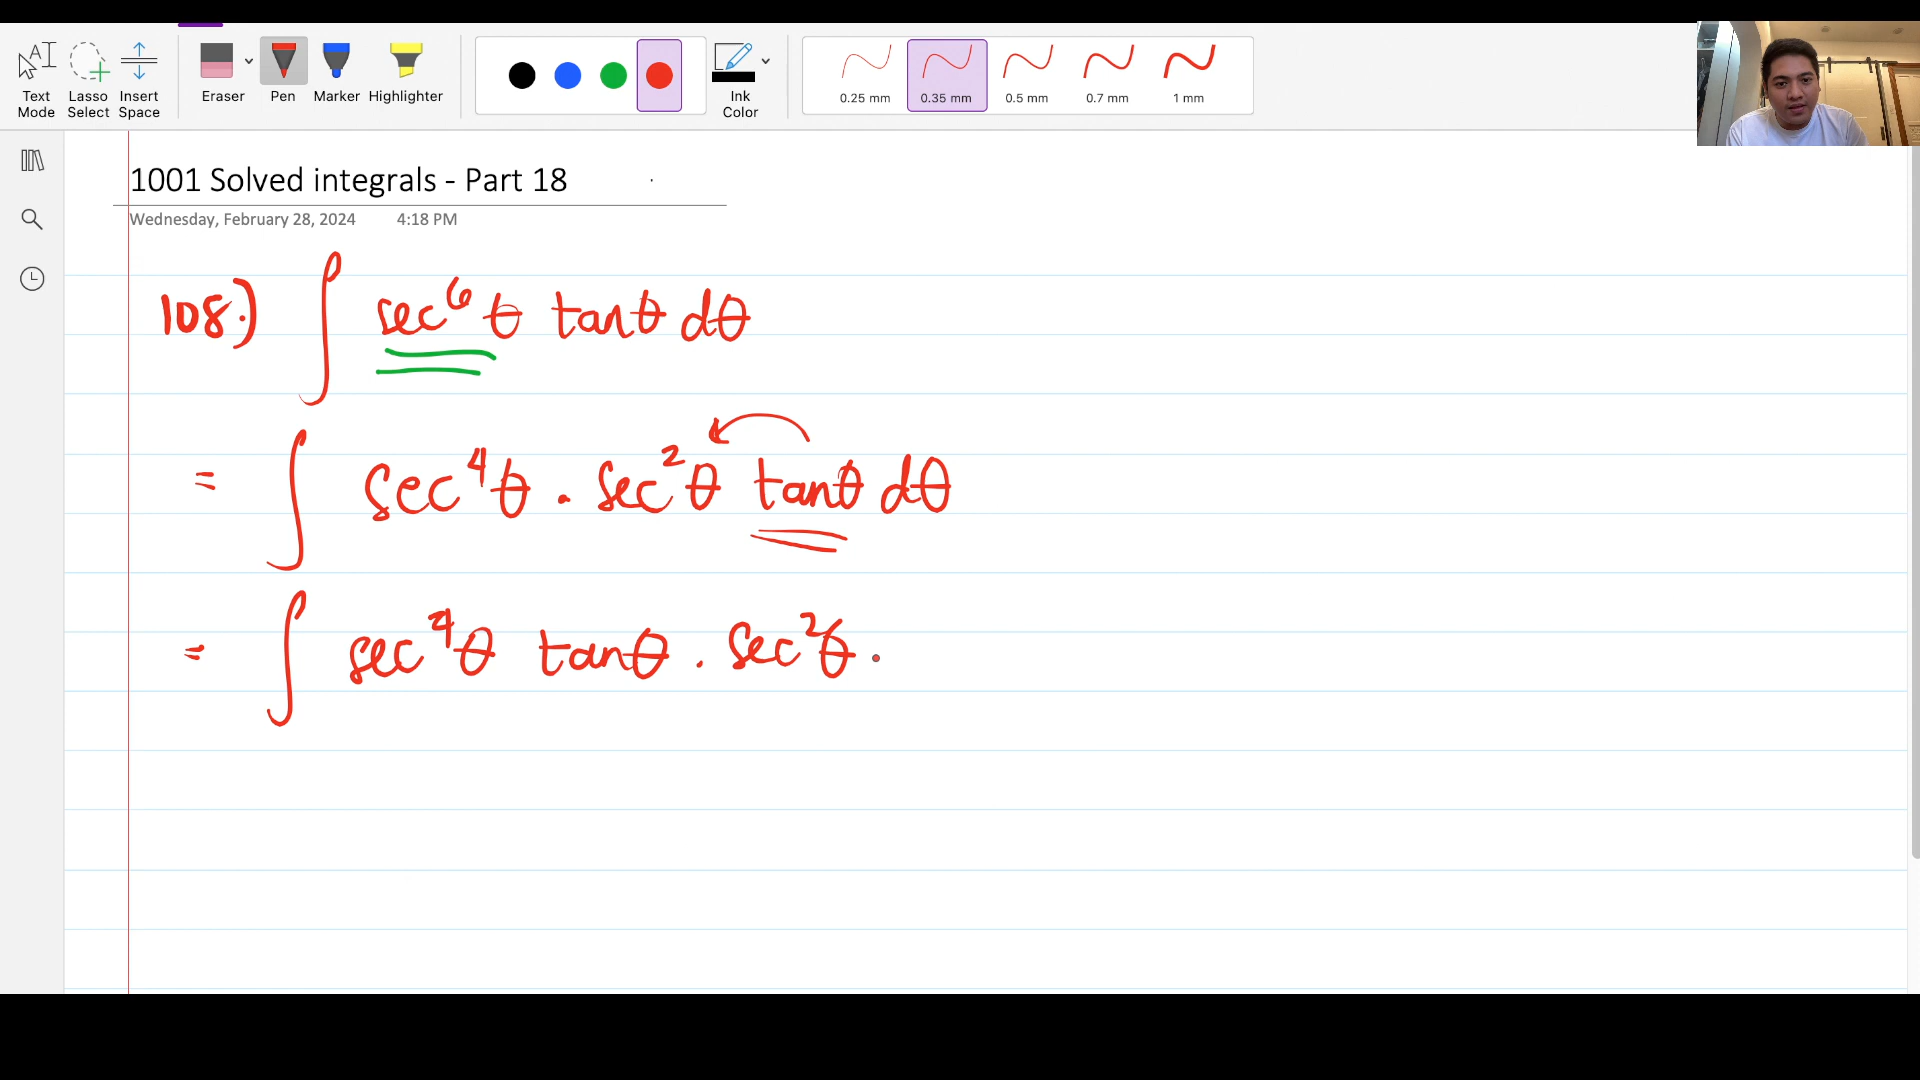 Text Mode
Lasso Select
Insert Space
Eraser
Pen
Marker
Highlighter
Ink Color
0.25 mm
0.35 mm
0.5 mm
0.7 mm
1 mm
1001 Solved integrals - Part 18
Wednesday, February 28, 2024 4:18 PM
108.) ∫ sec⁶θ tanθ dθ
= ∫ sec⁴θ · sec²θ tanθ dθ
= ∫ sec⁴θ tanθ · sec²θ